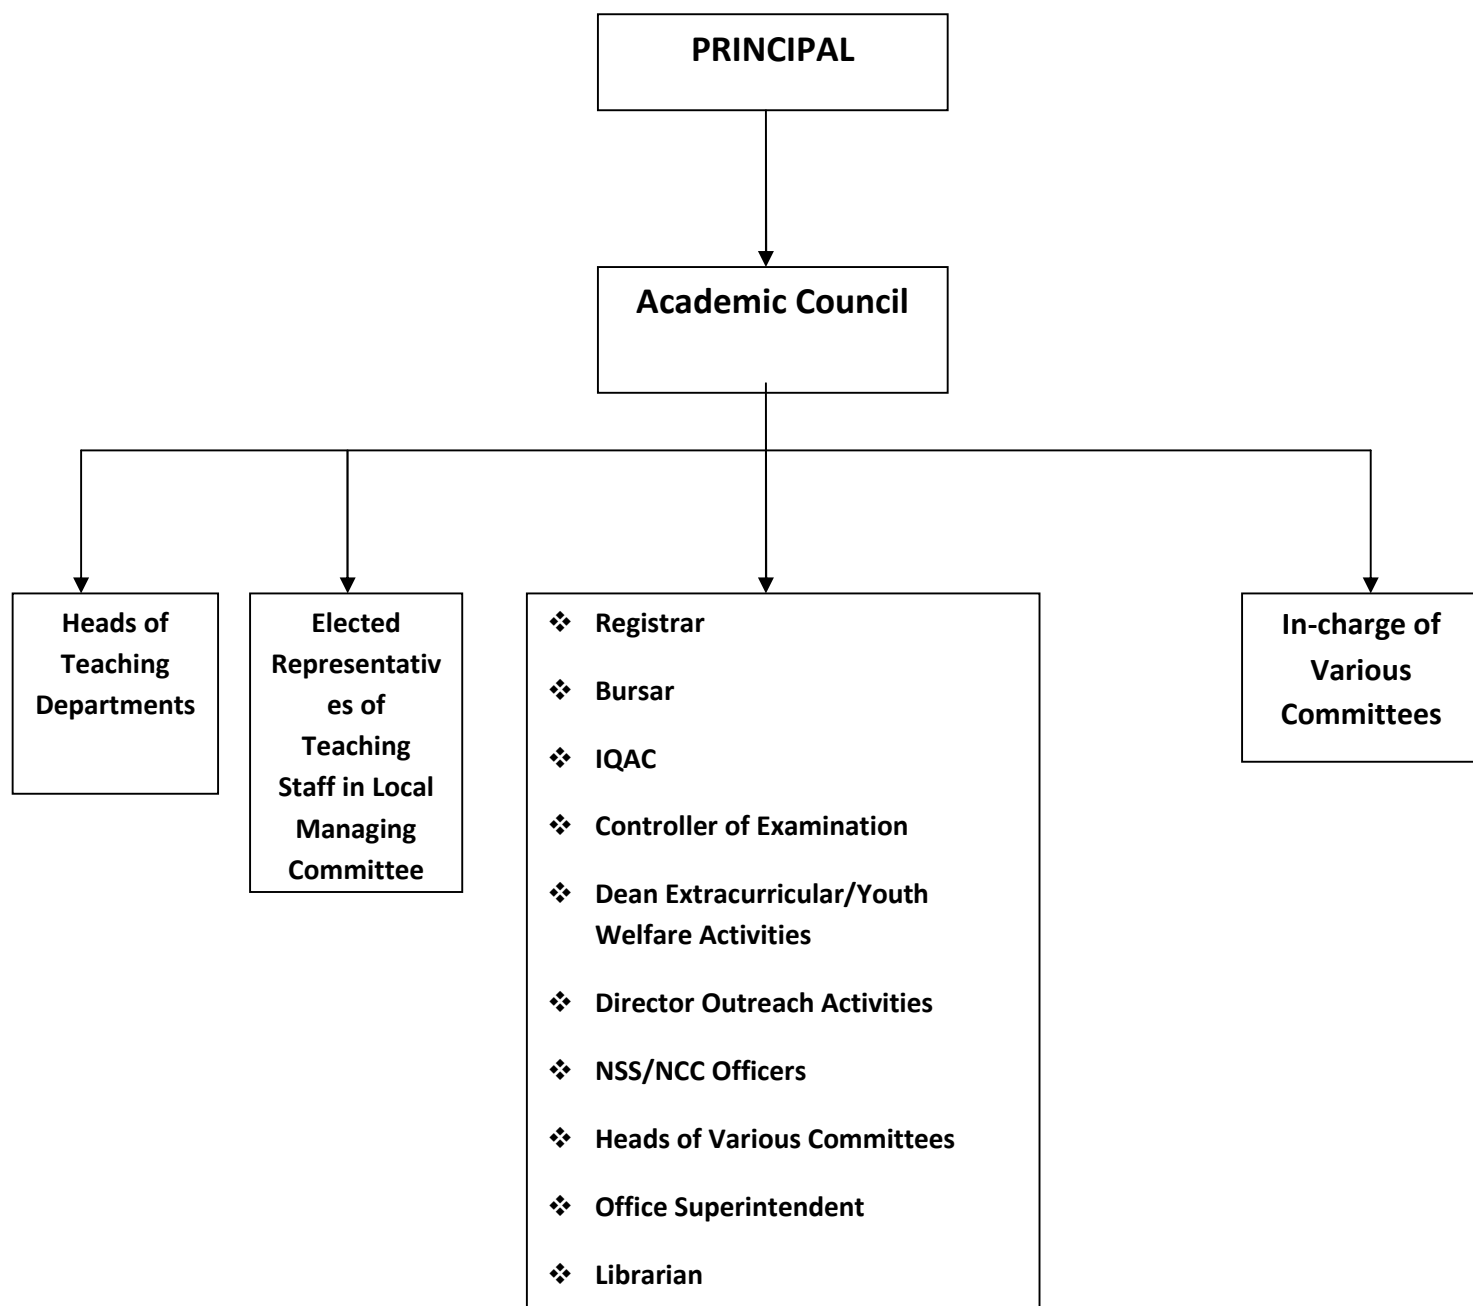 PRINCIPAL
Academic Council
Heads of
Teaching
Departments
Elected
Representativ
es of
Teaching
Staff in Local
Managing
Committee
❖ Registrar
❖ Bursar
❖ IQAC
❖ Controller of Examination
❖ Dean Extracurricular/Youth
Welfare Activities
❖ Director Outreach Activities
❖ NSS/NCC Officers
❖ Heads of Various Committees
❖ Office Superintendent
❖ Librarian
In-charge of
Various
Committees